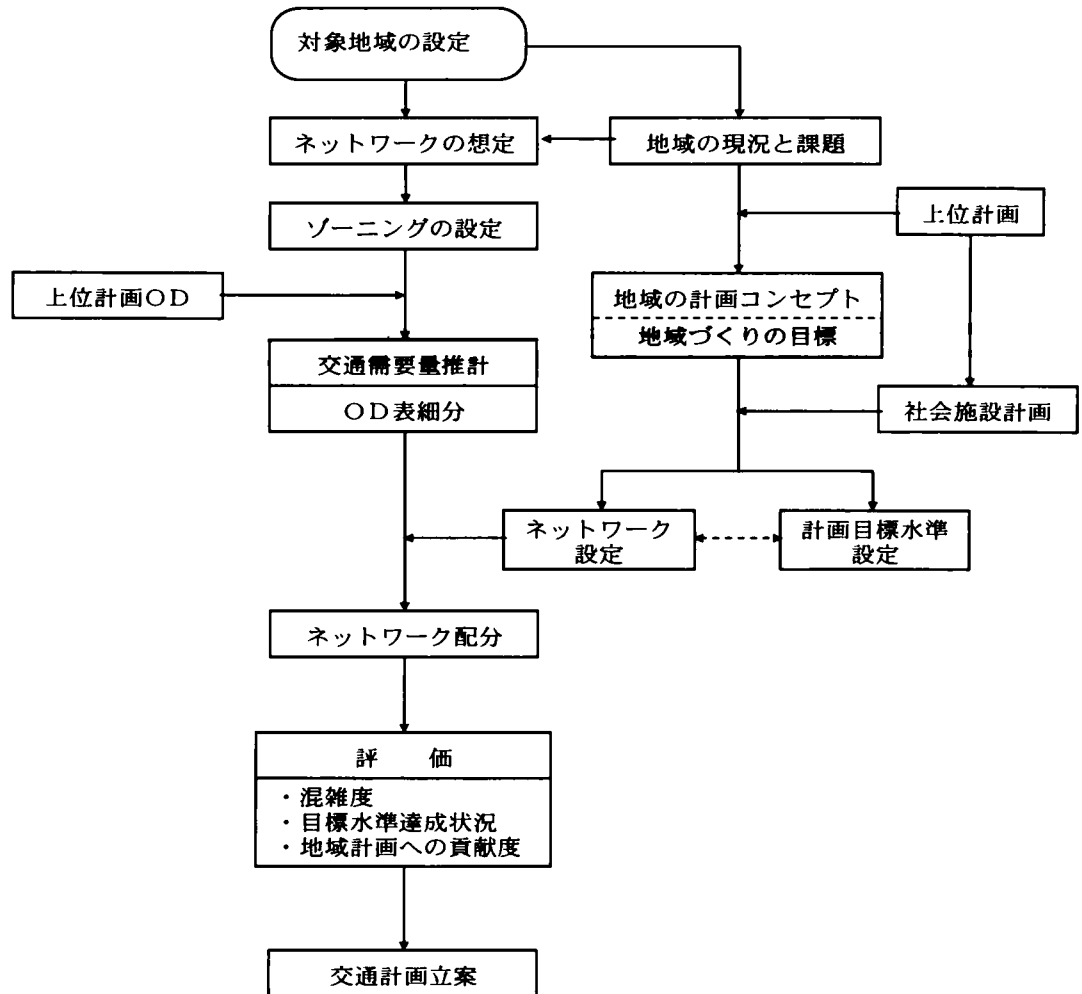 対象地域の設定
ネットワークの想定
地域の現況と課題
ゾーニングの設定
上位計画
上位計画OD
地域の計画コンセプト
地域づくりの目標
交通需要量推計
OD表細分
社会施設計画
ネットワーク
設定
計画目標水準
設定
ネットワーク配分
評 価
・混雑度
・目標水準達成状況
・地域計画への貢献度
交通計画立案